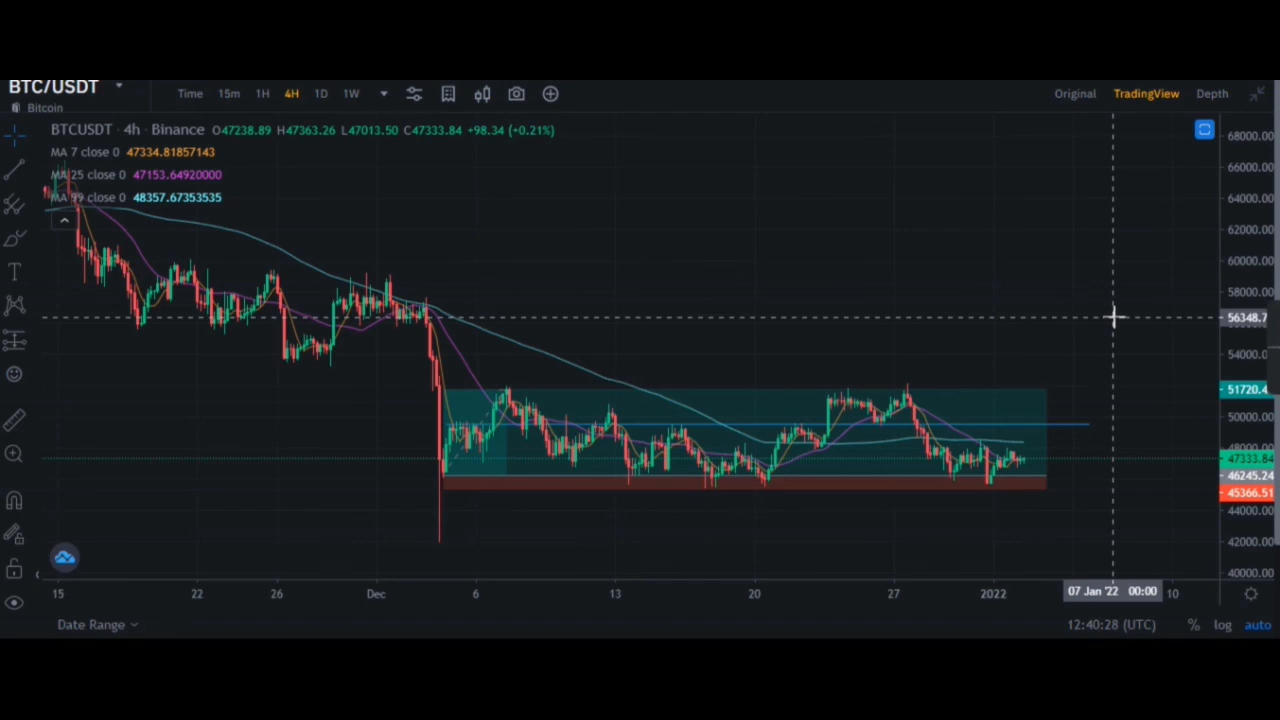 BTC/USDT
Bitcoin
Time 15m 1H 4H 1D 1W
Original TradingView Depth
BTCUSDT · 4h · Binance O47238.89 H47363.26 L47013.50 C47333.84 +98.34 (+0.21%)
MA 7 close 0 47334.81857143
MA 25 close 0 47153.64920000
MA 99 close 0 48357.67353535
68000.00
66000.00
64000.00
62000.00
60000.00
58000.00
56348.7
54000.0
51720.4
50000.00
48000.00
47333.84
46245.24
45366.51
44000.00
42000.00
40000.00
15 22 26 Dec 6 13 20 27 2022 07 Jan '22 00:00 10
Date Range 12:40:28 (UTC) % log auto